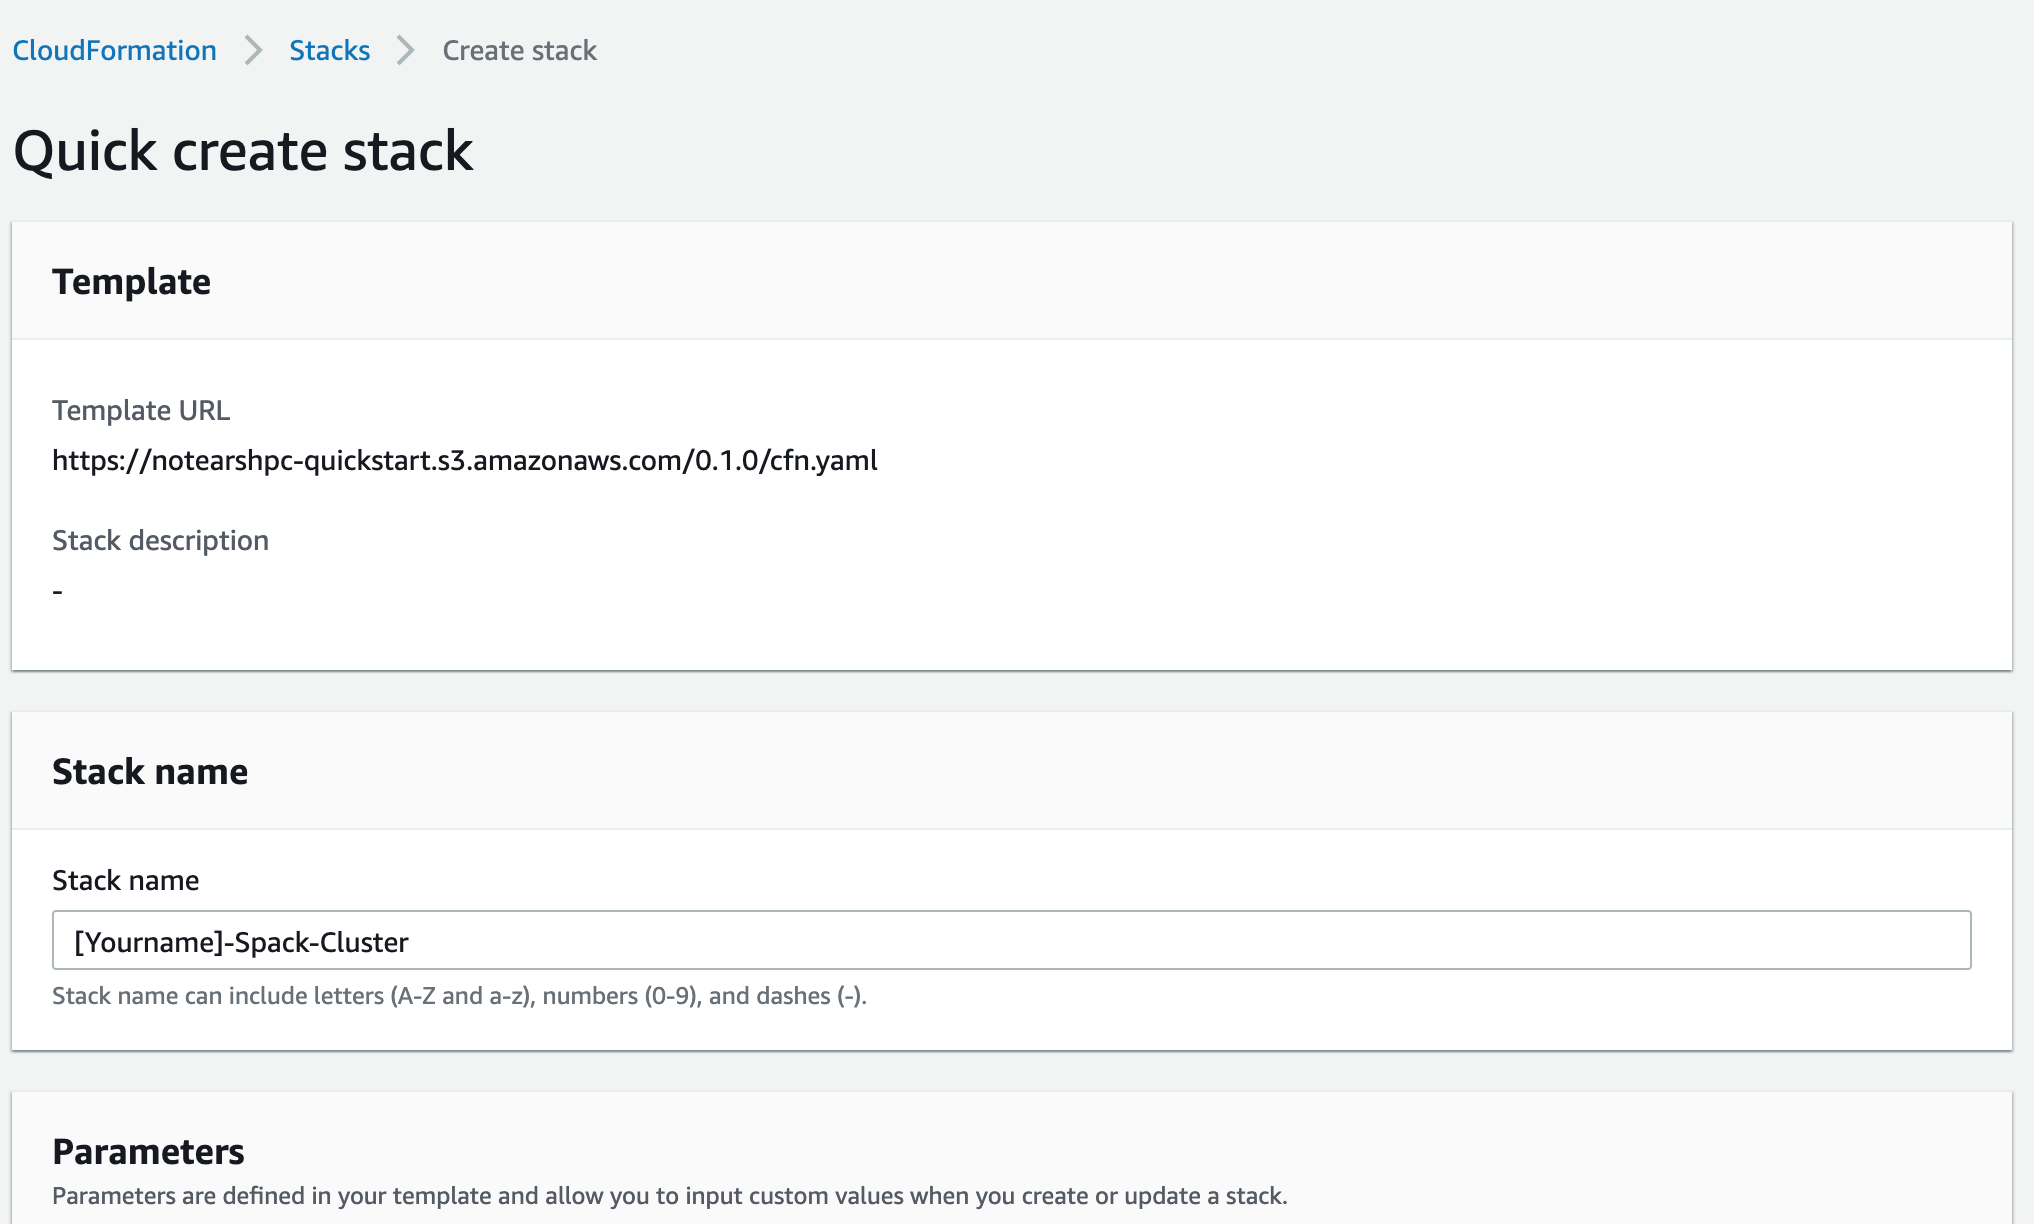 CloudFormation > Stacks > Create stack
Quick create stack
Template
Template URL
https://notearshpc-quickstart.s3.amazonaws.com/0.1.0/cfn.yaml
Stack description
-
Stack name
Stack name
[Yourname]-Spack-Cluster
Stack name can include letters (A-Z and a-z), numbers (0-9), and dashes (-).
Parameters
Parameters are defined in your template and allow you to input custom values when you create or update a stack.